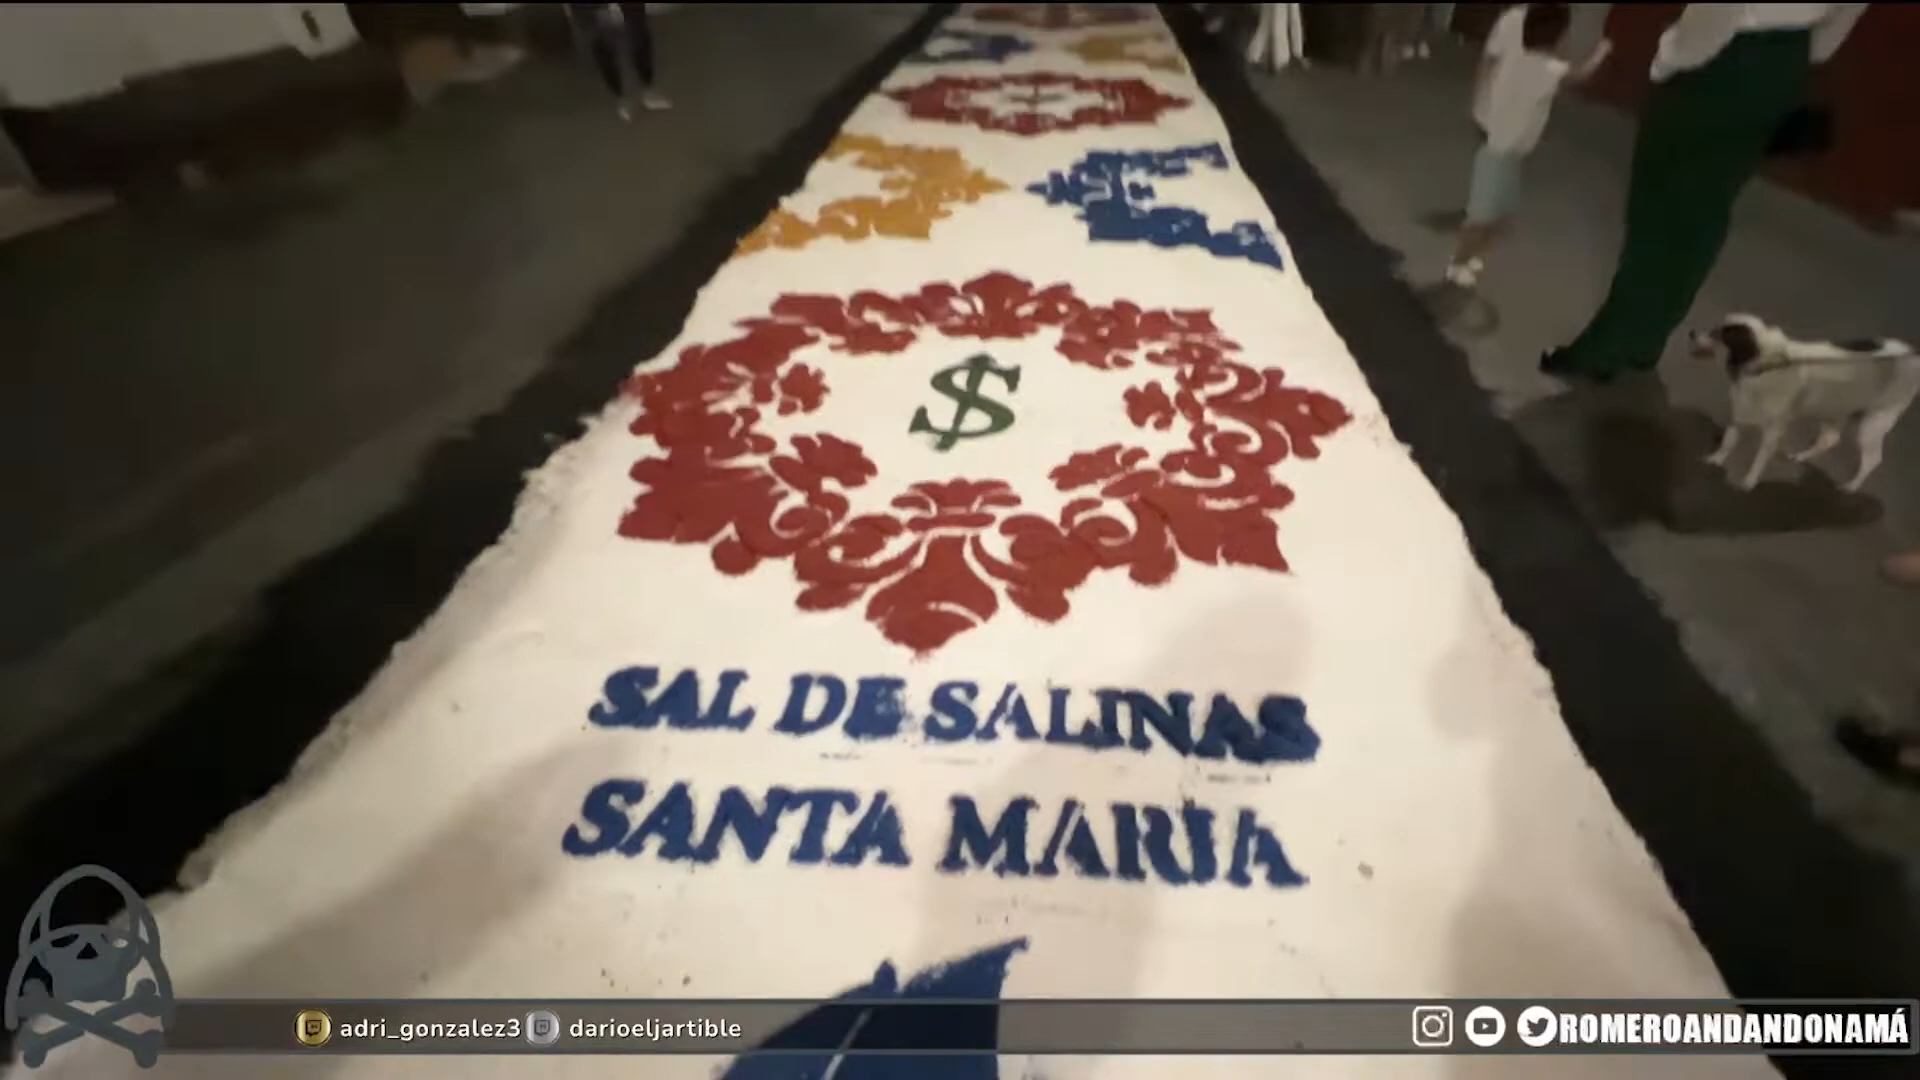 $
SAL DE SALINAS
SANTA MARIA
adri_gonzalez3 darioeljartible
ROMEROANDANDONAMÁ